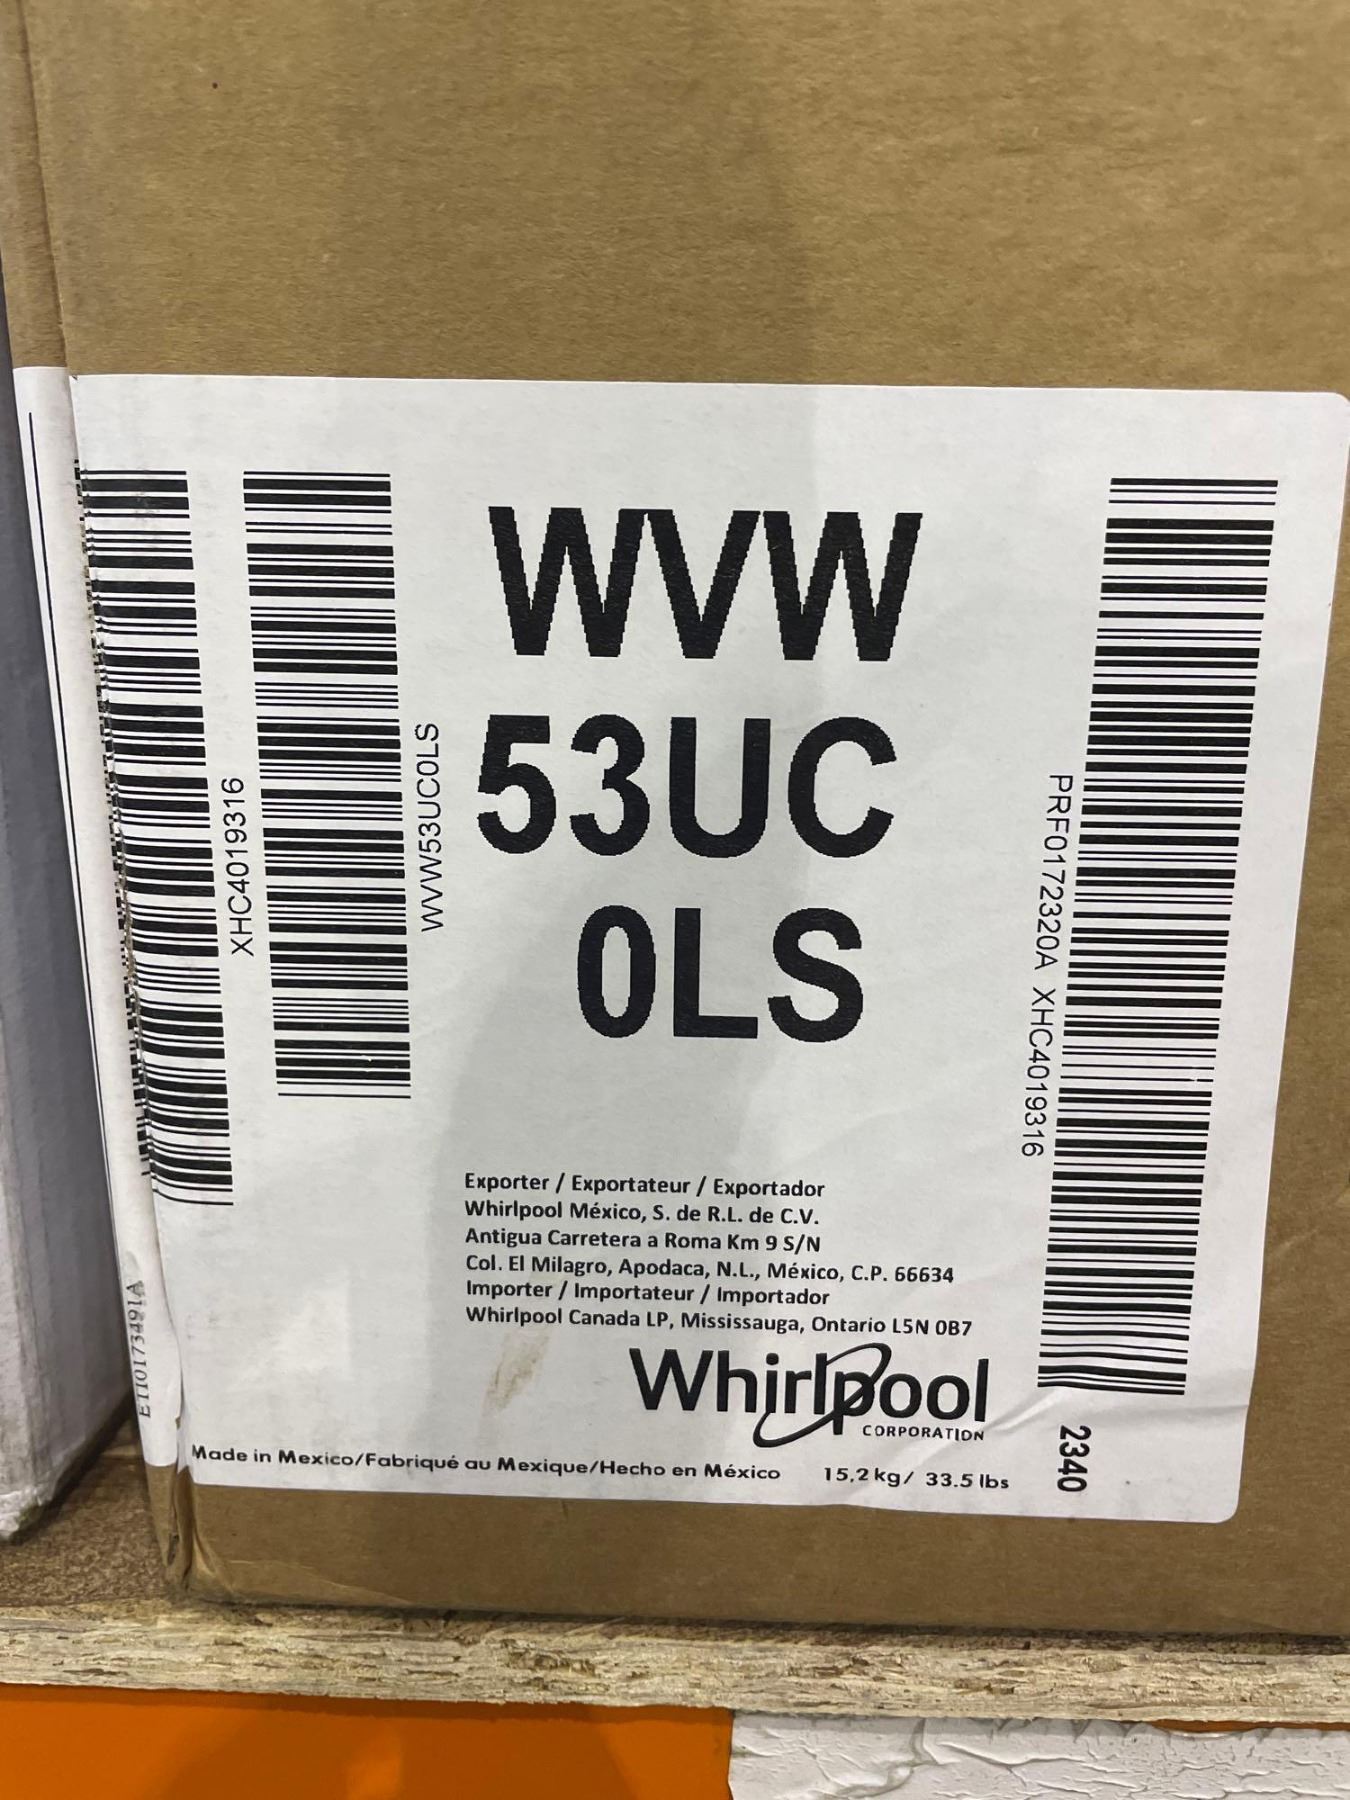 WVW
53UC
0LS
XHC4019316
WVW53UC0LS
PRF0172320A XHC4019316
Exporter / Exportateur / Exportador
Whirlpool México, S. de R.L. de C.V.
Antigua Carretera a Roma Km 9 S/N
Col. El Milagro, Apodaca, N.L., México, C.P. 66634
Importer / Importateur / Importador
Whirlpool Canada LP, Mississauga, Ontario L5N 0B7
Whirlpool
CORPORATION
Made in Mexico/Fabriqué au Mexique/Hecho en México 15,2 kg/ 33.5 lbs
2340